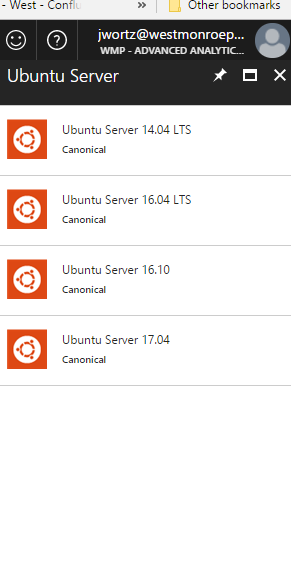 - West - Conflu
»
Other bookmarks
jwortz@westmonroep...
WMP - ADVANCED ANALYTIC...
Ubuntu Server
Ubuntu Server 14.04 LTS
Canonical
Ubuntu Server 16.04 LTS
Canonical
Ubuntu Server 16.10
Canonical
Ubuntu Server 17.04
Canonical